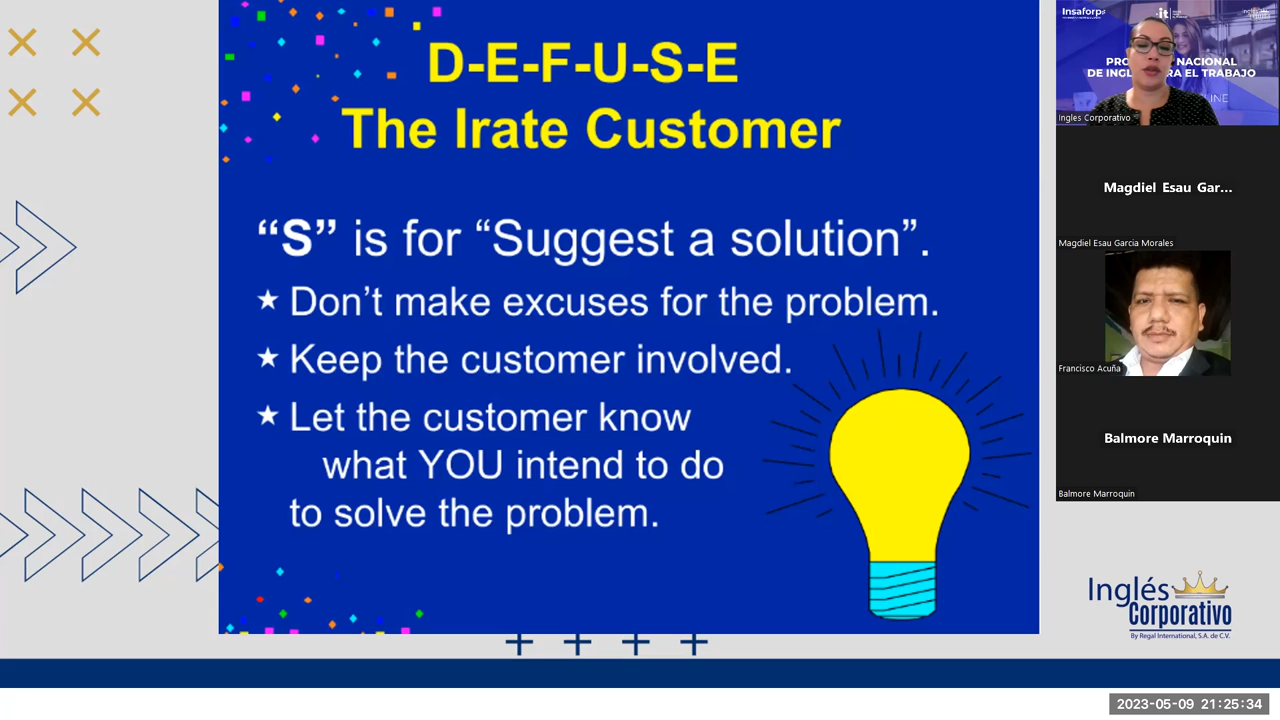 D-E-F-U-S-E
The Irate Customer
“S” is for “Suggest a solution”.
Don’t make excuses for the problem.
Keep the customer involved.
Let the customer know
what YOU intend to do
to solve the problem.
Insaforp
it
NACIONAL
DE INGL
RA EL TRABAJO
Ingles Corporativo
Magdiel Esau Gar...
Magdiel Esau Garcia Morales
Francisco Acuña
Balmore Marroquin
Balmore Marroquin
Inglés
Corporativo
By Regal International, S.A. de C.V.
2023-05-09 21:25:34